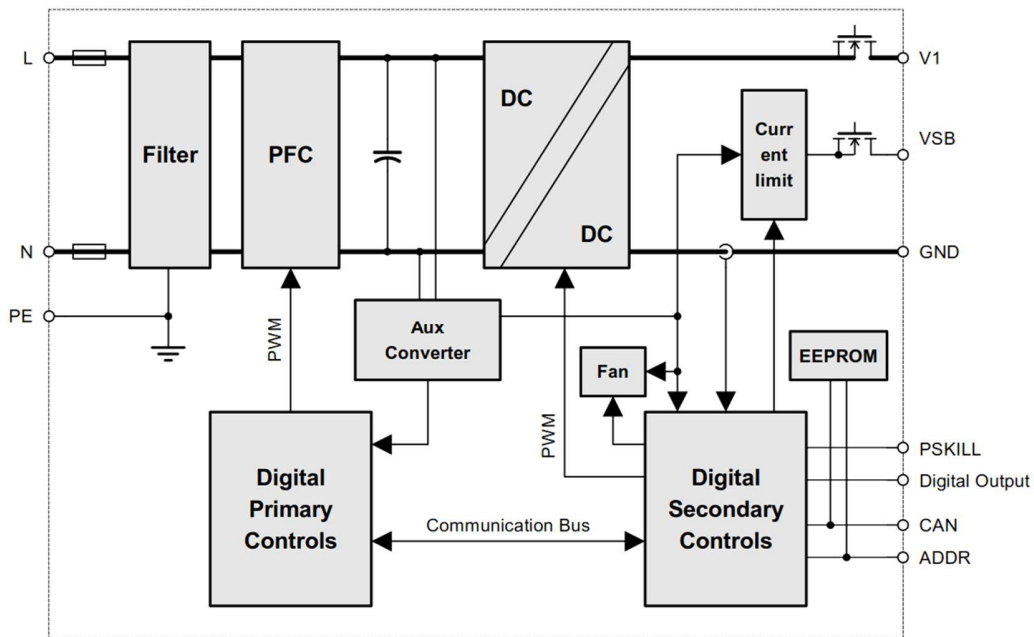 L
V1
DC
Curr
ent
limit
VSB
Filter
PFC
DC
N
GND
PE
PWM
Aux
Converter
Fan
EEPROM
PWM
PSKILL
Digital Output
Digital
Primary
Controls
Communication Bus
Digital
Secondary
Controls
CAN
ADDR